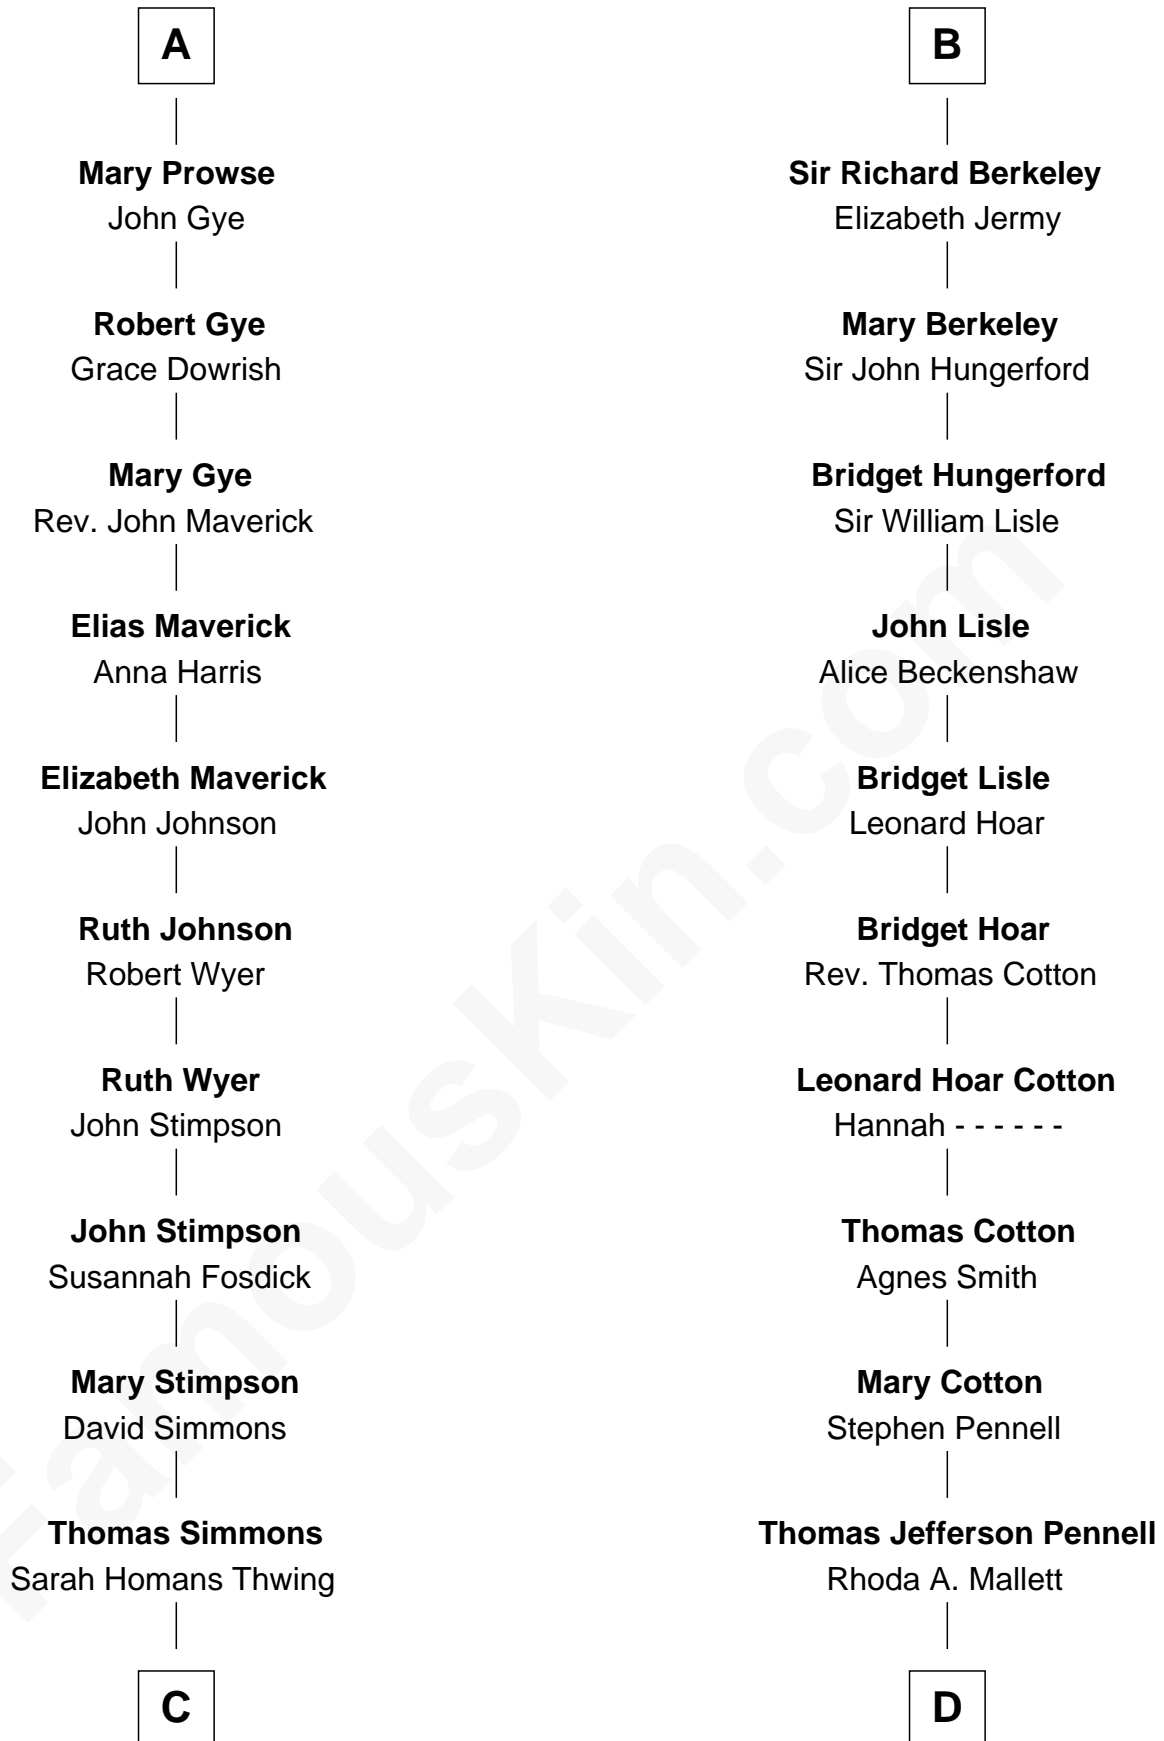 A
Mary Prowse
John Gye
Robert Gye
Grace Dowrish
Mary Gye
Rev. John Maverick
Elias Maverick
Anna Harris
Elizabeth Maverick
John Johnson
Ruth Johnson
Robert Wyer
Ruth Wyer
John Stimpson
John Stimpson
Susannah Fosdick
Mary Stimpson
David Simmons
Thomas Simmons
Sarah Homans Thwing
C
B
Sir Richard Berkeley
Elizabeth Jermy
Mary Berkeley
Sir John Hungerford
Bridget Hungerford
Sir William Lisle
John Lisle
Alice Beckenshaw
Bridget Lisle
Leonard Hoar
Bridget Hoar
Rev. Thomas Cotton
Leonard Hoar Cotton
Hannah - - - - - -
Thomas Cotton
Agnes Smith
Mary Cotton
Stephen Pennell
Thomas Jefferson Pennell
Rhoda A. Mallett
D
FamousKin.com